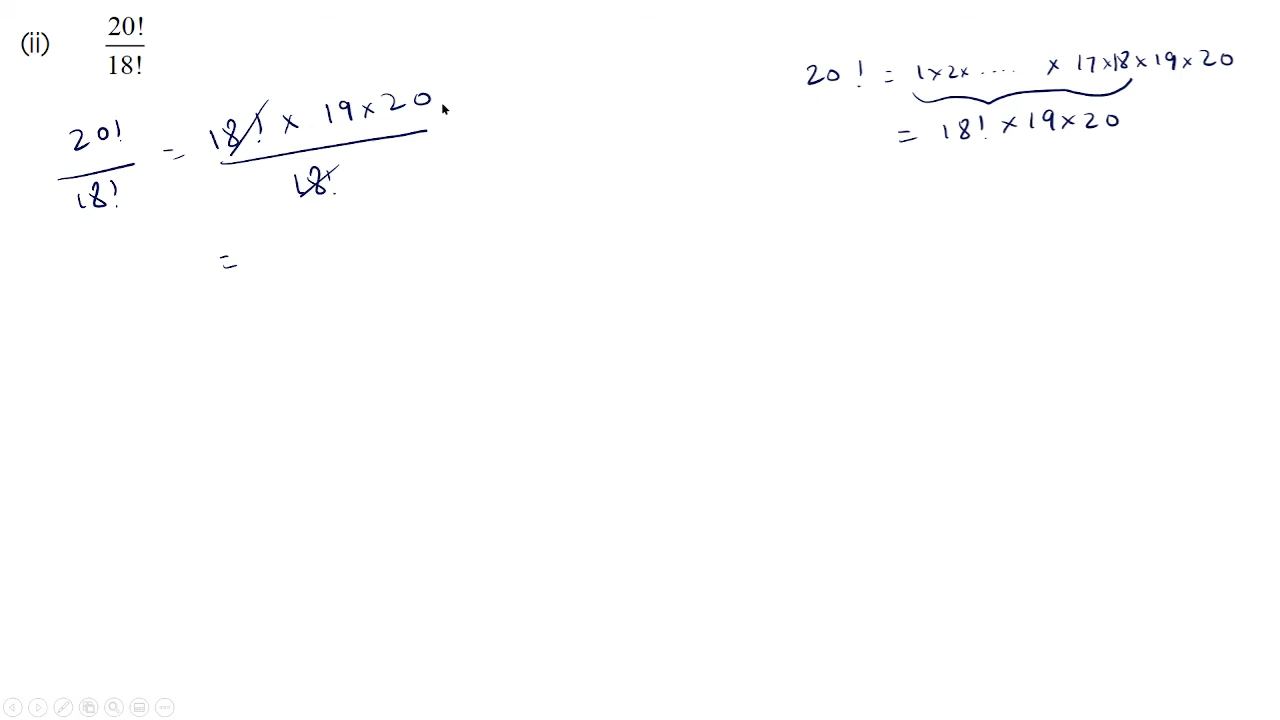 (ii) 20!/18!
20!/18! = 18! × 19 × 20 / 18!
=
20! = 1 × 2 × .... × 17 × 18 × 19 × 20
= 18! × 19 × 20